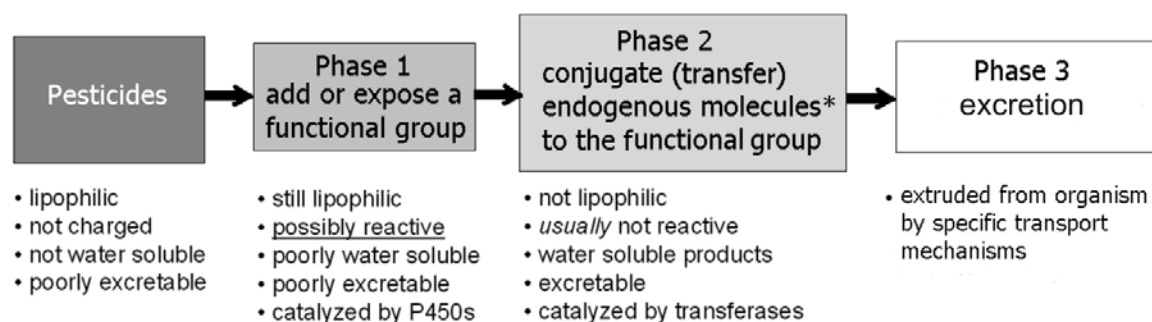 Pesticides
Phase 1
add or expose a
functional group
Phase 2
conjugate (transfer)
endogenous molecules*
to the functional group
Phase 3
excretion
• lipophilic
• not charged
• not water soluble
• poorly excretable
• still lipophilic
• possibly reactive
• poorly water soluble
• poorly excretable
• catalyzed by P450s
• not lipophilic
• usually not reactive
• water soluble products
• excretable
• catalyzed by transferases
• extruded from organism
by specific transport
mechanisms